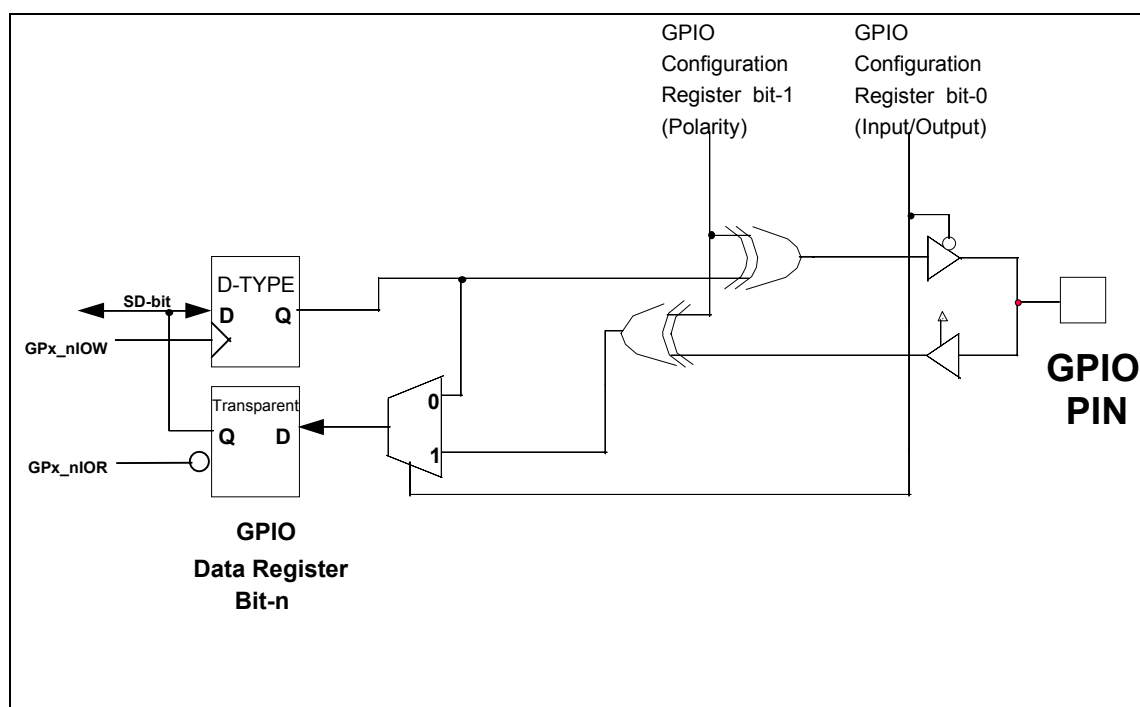 GPIO
Configuration
Register bit-1
(Polarity)
GPIO
Configuration
Register bit-0
(Input/Output)
D-TYPE
SD-bit
D Q
GPx_nIOW
Transparent
Q D
GPx_nIOR
0
1
GPIO
PIN
GPIO
Data Register
Bit-n